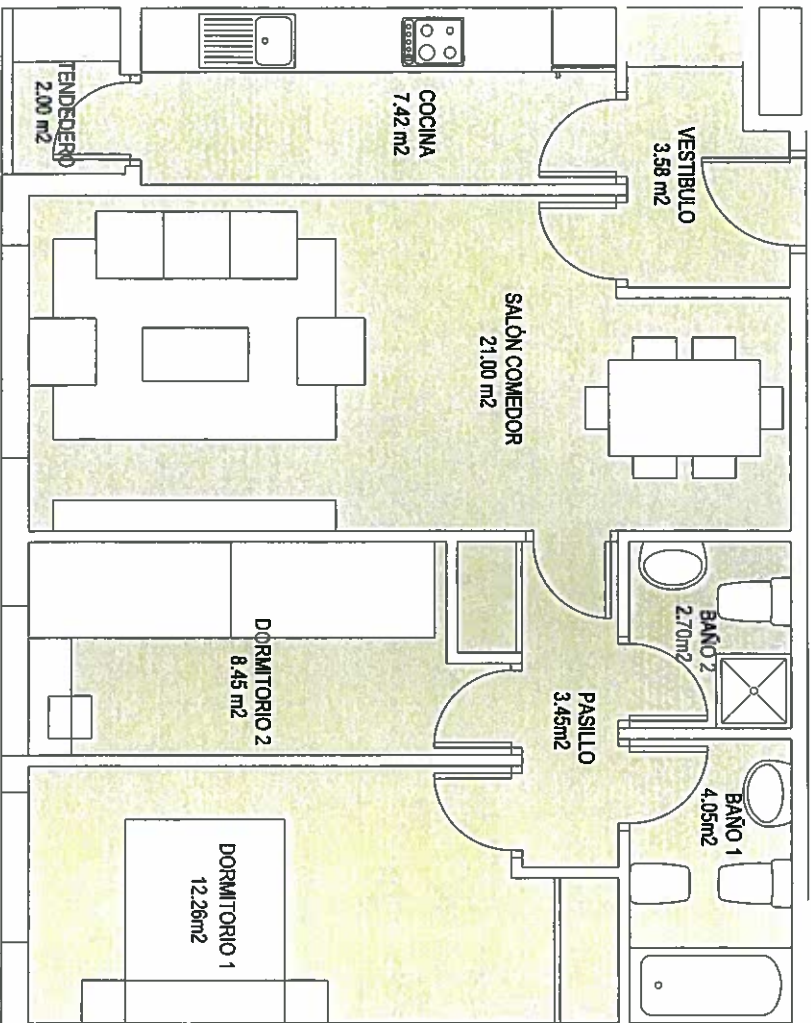 TENDEDERO
2.00 m2
COCINA
7.42 m2
VESTIBULO
3.58 m2
SALÓN COMEDOR
21.00 m2
BAÑO 2
2.70m2
DORMITORIO 2
8.45 m2
PASILLO
3.45m2
BAÑO 1
4.05m2
DORMITORIO 1
12.26m2